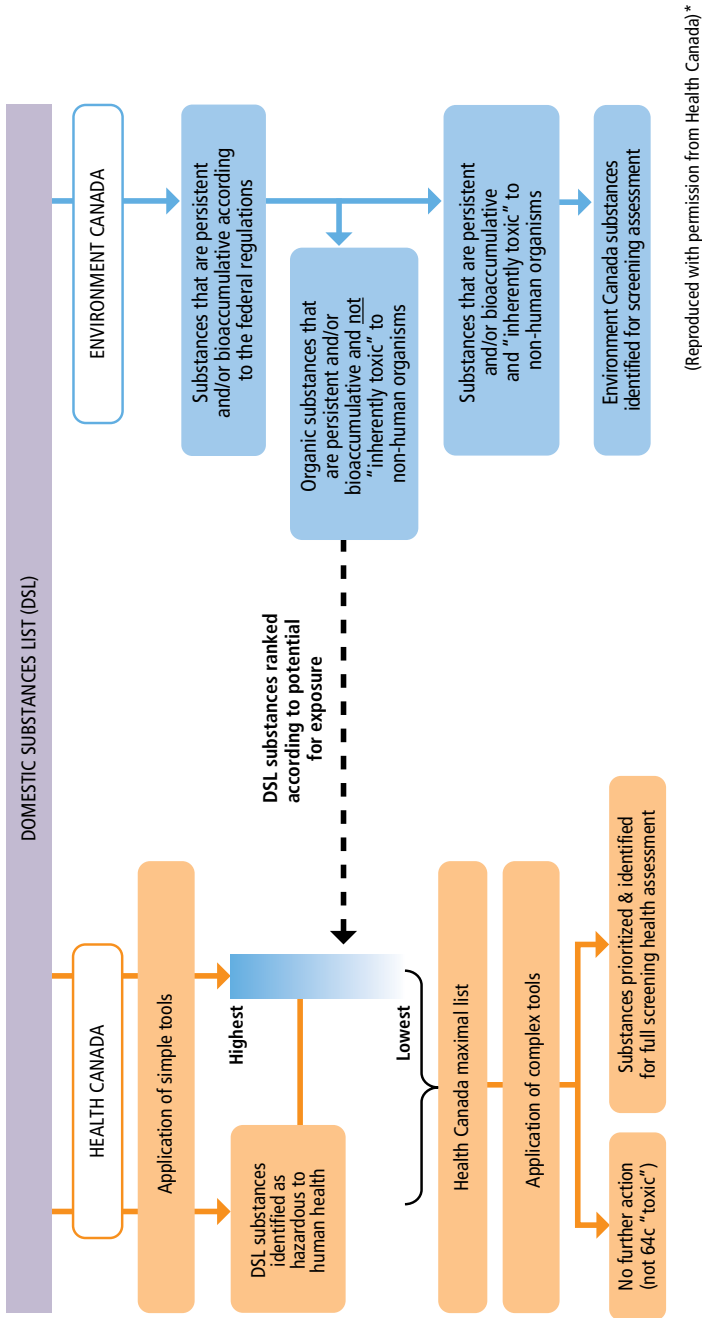 DOMESTIC SUBSTANCES LIST (DSL)
HEALTH CANADA
Application of simple tools
DSL substances
identified as
hazardous to
human health
Highest
Lowest
DSL substances ranked
according to potential
for exposure
Health Canada maximal list
Application of complex tools
No further action
(not 64c “toxic”)
Substances prioritized & identified
for full screening health assessment
ENVIRONMENT CANADA
Substances that are persistent
and/or bioaccumulative according
to the federal regulations
Organic substances that
are persistent and/or
bioaccumulative and not
“inherently toxic” to
non-human organisms
Substances that are persistent
and/or bioaccumulative
and “inherently toxic” to
non-human organisms
Environment Canada substances
identified for screening assessment
(Reproduced with permission from Health Canada)*